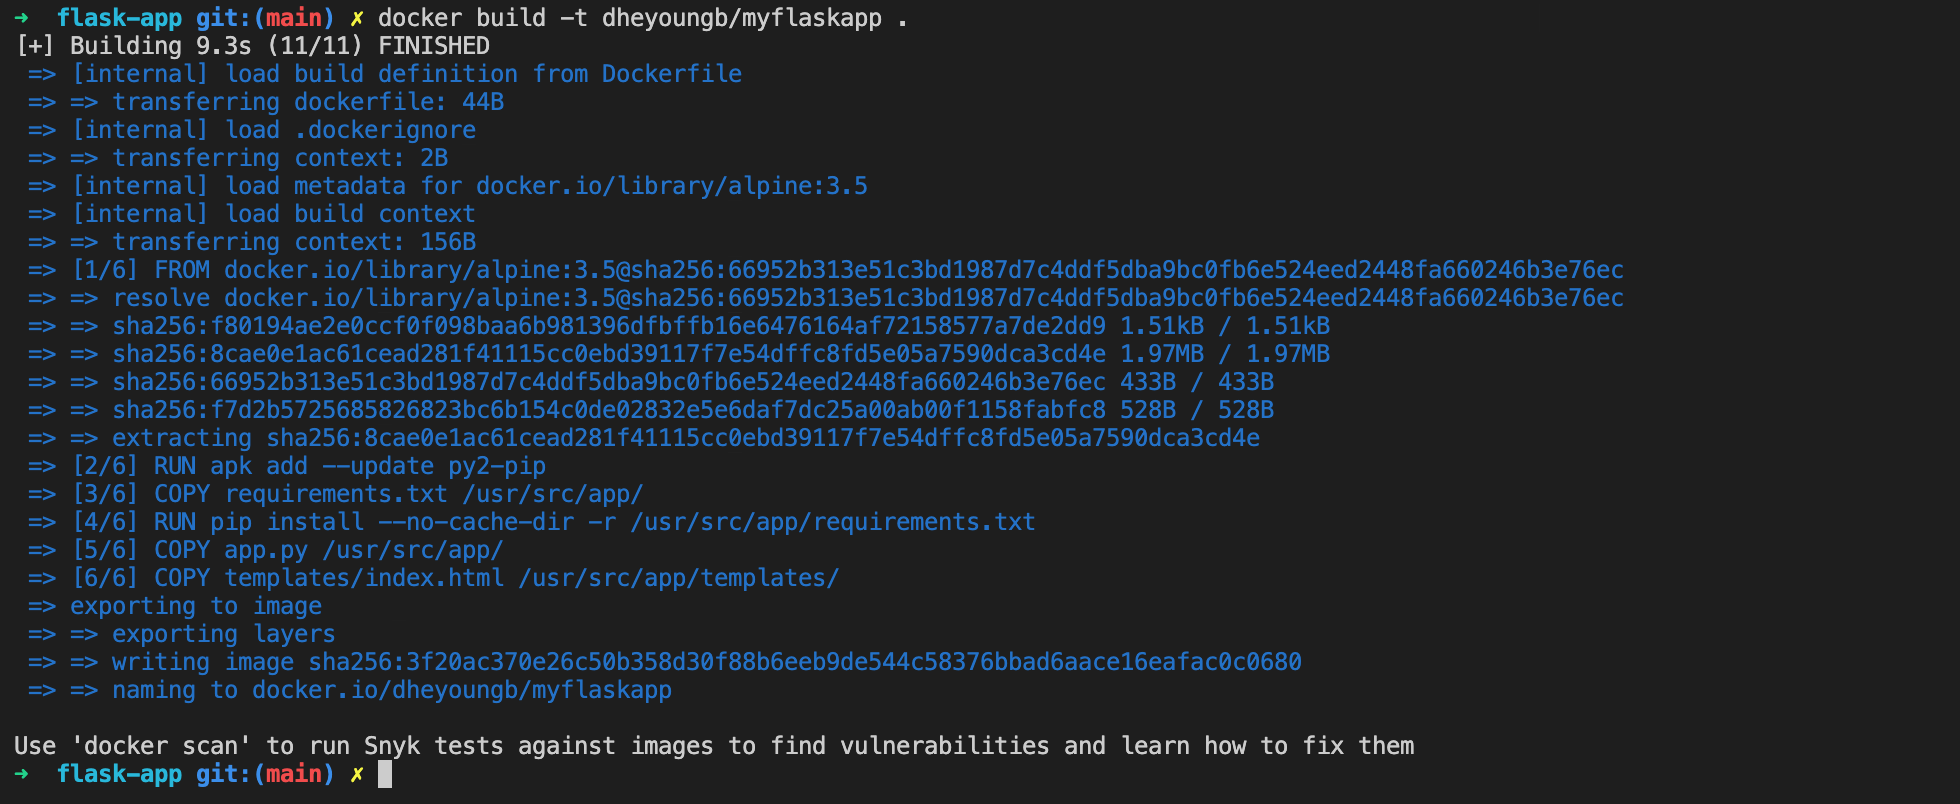 ➜  flask-app git:(main) ✗ docker build -t dheyoungb/myflaskapp .
[+] Building 9.3s (11/11) FINISHED
 => [internal] load build definition from Dockerfile
 => => transferring dockerfile: 44B
 => [internal] load .dockerignore
 => => transferring context: 2B
 => [internal] load metadata for docker.io/library/alpine:3.5
 => [internal] load build context
 => => transferring context: 156B
 => [1/6] FROM docker.io/library/alpine:3.5@sha256:66952b313e51c3bd1987d7c4ddf5dba9bc0fb6e524eed2448fa660246b3e76ec
 => => resolve docker.io/library/alpine:3.5@sha256:66952b313e51c3bd1987d7c4ddf5dba9bc0fb6e524eed2448fa660246b3e76ec
 => => sha256:f80194ae2e0ccf0f098baa6b981396dfbffb16e6476164af72158577a7de2dd9 1.51kB / 1.51kB
 => => sha256:8cae0e1ac61cead281f41115cc0ebd39117f7e54dffc8fd5e05a7590dca3cd4e 1.97MB / 1.97MB
 => => sha256:66952b313e51c3bd1987d7c4ddf5dba9bc0fb6e524eed2448fa660246b3e76ec 433B / 433B
 => => sha256:f7d2b5725685826823bc6b154c0de02832e5e6daf7dc25a00ab00f1158fabfc8 528B / 528B
 => => extracting sha256:8cae0e1ac61cead281f41115cc0ebd39117f7e54dffc8fd5e05a7590dca3cd4e
 => [2/6] RUN apk add --update py2-pip
 => [3/6] COPY requirements.txt /usr/src/app/
 => [4/6] RUN pip install --no-cache-dir -r /usr/src/app/requirements.txt
 => [5/6] COPY app.py /usr/src/app/
 => [6/6] COPY templates/index.html /usr/src/app/templates/
 => exporting to image
 => => exporting layers
 => => writing image sha256:3f20ac370e26c50b358d30f88b6eeb9de544c58376bbad6aace16eafac0c0680
 => => naming to docker.io/dheyoungb/myflaskapp
Use 'docker scan' to run Snyk tests against images to find vulnerabilities and learn how to fix them
➜  flask-app git:(main) ✗